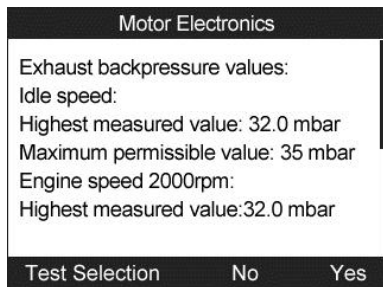 Motor Electronics
Exhaust backpressure values:
Idle speed:
Highest measured value: 32.0 mbar
Maximum permissible value: 35 mbar
Engine speed 2000rpm:
Highest measured value:32.0 mbar
Test Selection No Yes